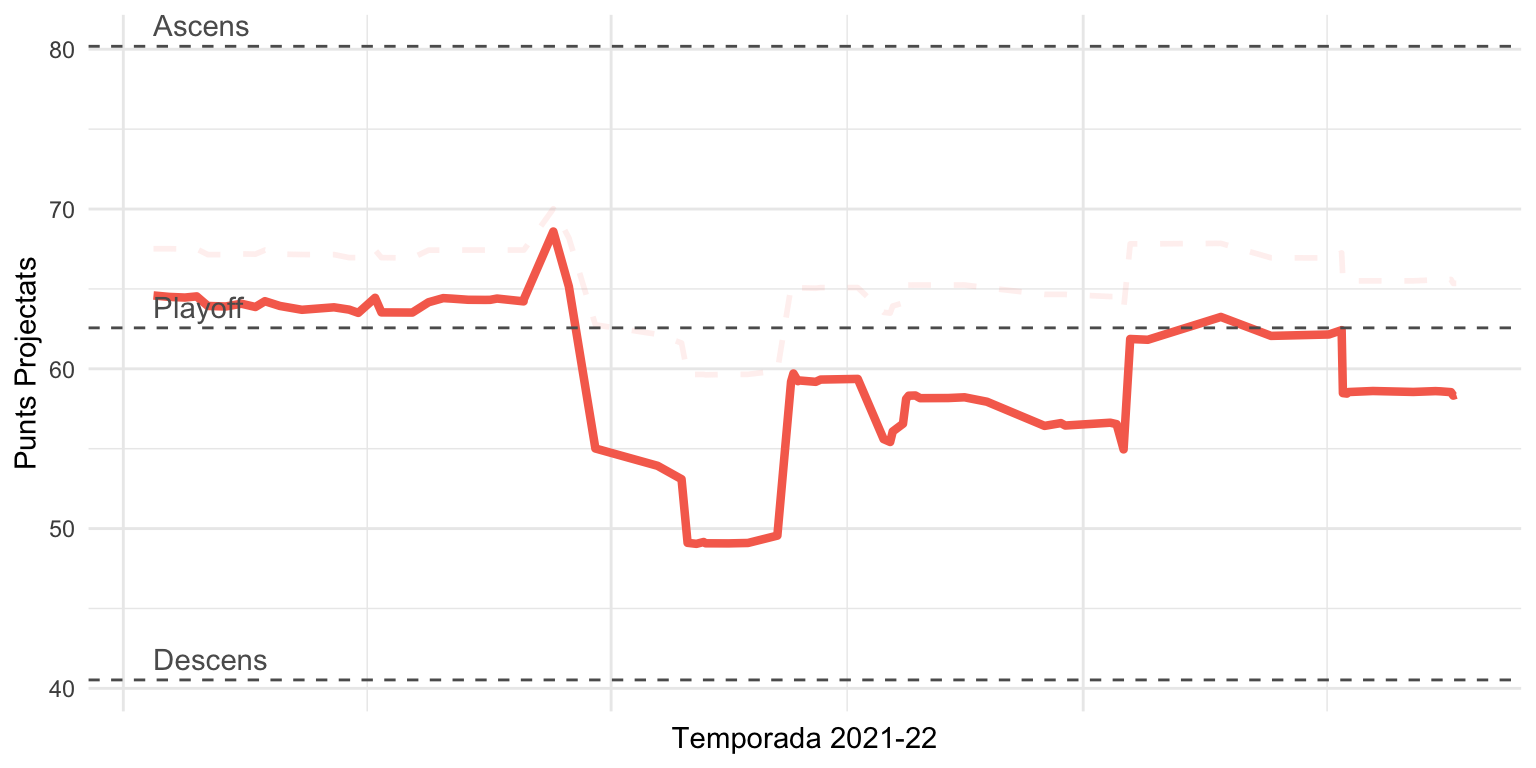 Ascens
80
70
Playoff
60
50
Descens
40
Punts Projectats
Temporada 2021-22